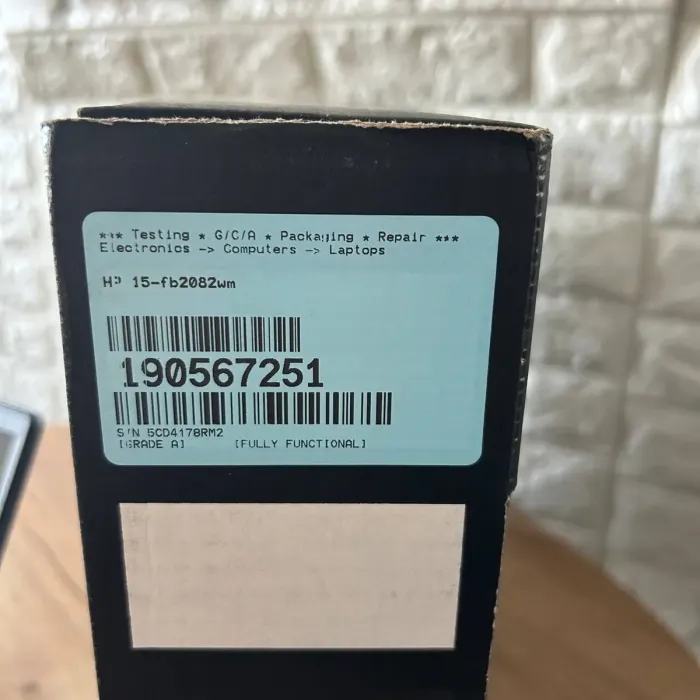 *** Testing * G/C/A * Packaging * Repair ***
Electronics -> Computers -> Laptops
HP 15-fb2082wm
190567251
S/N 5CD4178RM2
[GRADE A] [FULLY FUNCTIONAL]